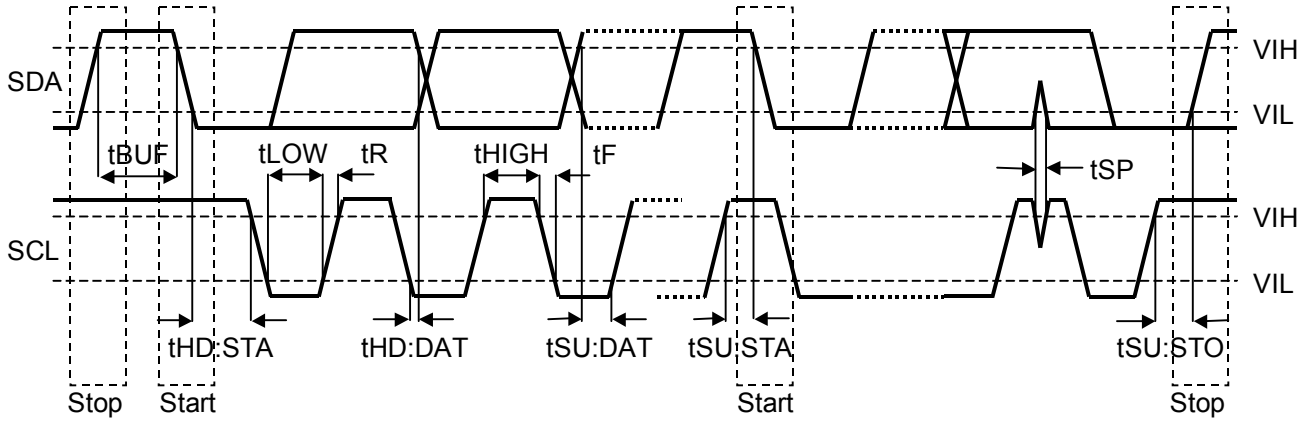 SDA
VIH
VIL
tBUF
tLOW
tR
tHIGH
tF
tSP
SCL
VIH
VIL
tHD:STA
tHD:DAT
tSU:DAT
tSU:STA
tSU:STO
Stop
Start
Start
Stop